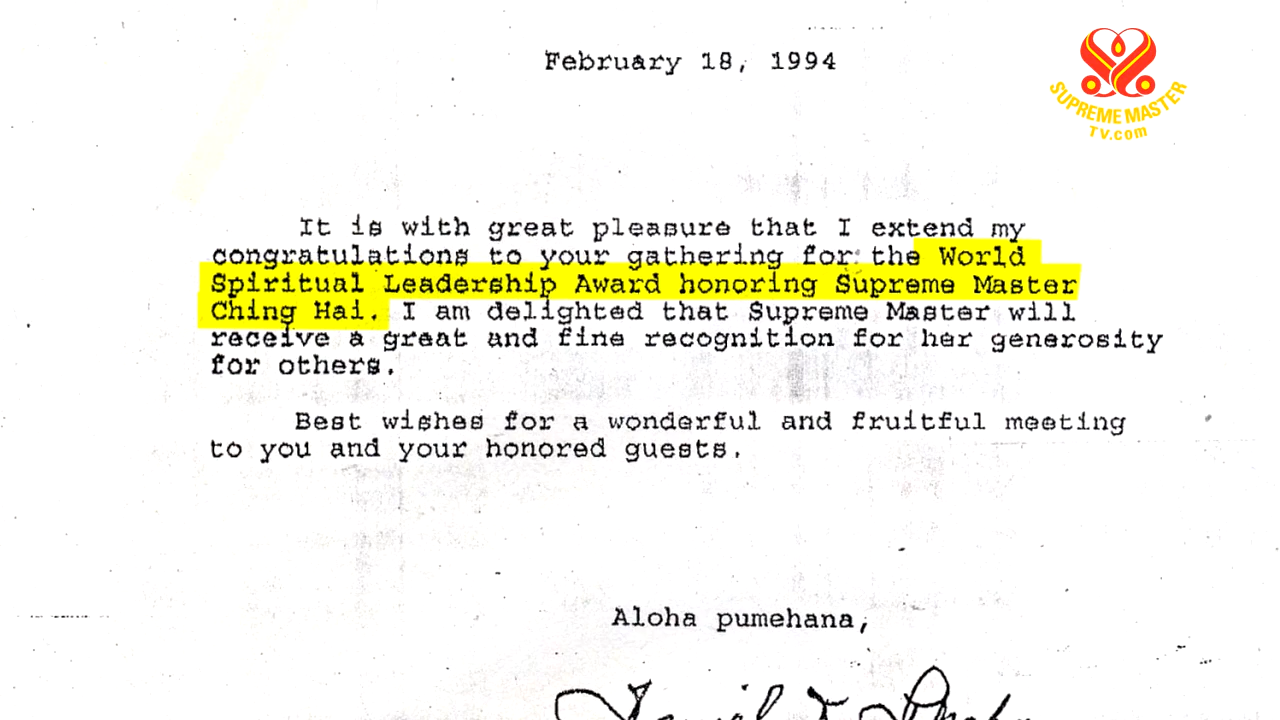 February 18, 1994
SUPREME MASTER
TV.com
It is with great pleasure that I extend my
congratulations to your gathering for the World
Spiritual Leadership Award honoring Supreme Master
Ching Hai. I am delighted that Supreme Master will
receive a great and fine recognition for her generosity
for others.
Best wishes for a wonderful and fruitful meeting
to you and your honored guests.
Aloha pumehana,